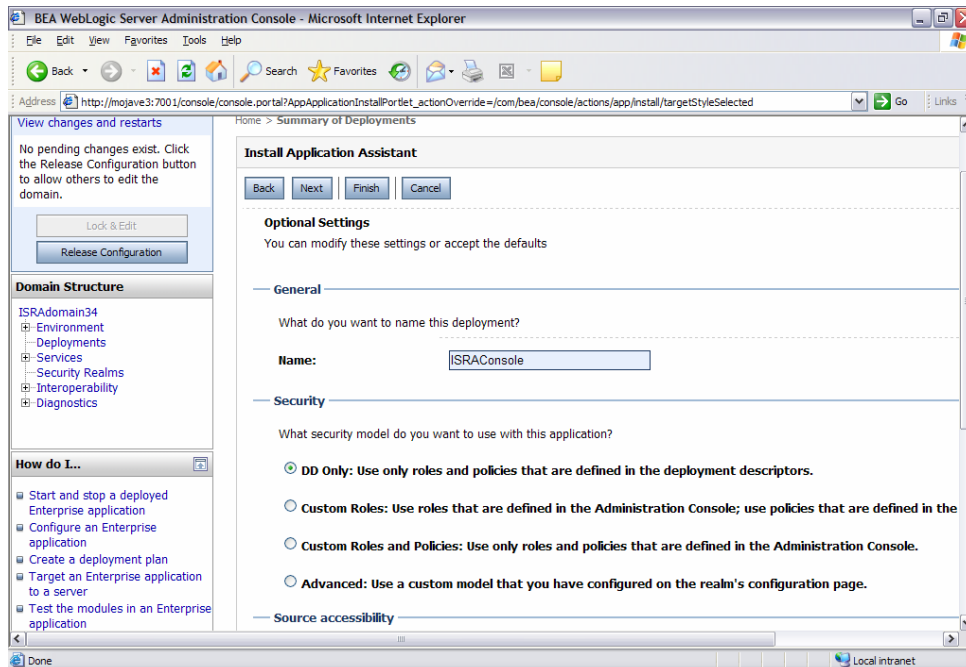 BEA WebLogic Server Administration Console - Microsoft Internet Explorer
File Edit View Favorites Tools Help
Back Search Favorites
Address http://mojave3:7001/console/console.portal?AppApplicationInstallPortlet_actionOverride=/com/bea/console/actions/app/install/targetStyleSelected Go Links
View changes and restarts
No pending changes exist. Click
the Release Configuration button
to allow others to edit the
domain.
Lock & Edit
Release Configuration
Domain Structure
ISRAdomain34
Environment
Deployments
Services
Security Realms
Interoperability
Diagnostics
How do I...
Start and stop a deployed
Enterprise application
Configure an Enterprise
application
Create a deployment plan
Target an Enterprise application
to a server
Test the modules in an Enterprise
application
Home > Summary of Deployments
Install Application Assistant
Back Next Finish Cancel
Optional Settings
You can modify these settings or accept the defaults
General
What do you want to name this deployment?
Name: ISRAConsole
Security
What security model do you want to use with this application?
DD Only: Use only roles and policies that are defined in the deployment descriptors.
Custom Roles: Use roles that are defined in the Administration Console; use policies that are defined in the
Custom Roles and Policies: Use only roles and policies that are defined in the Administration Console.
Advanced: Use a custom model that you have configured on the realm's configuration page.
Source accessibility
Done Local intranet